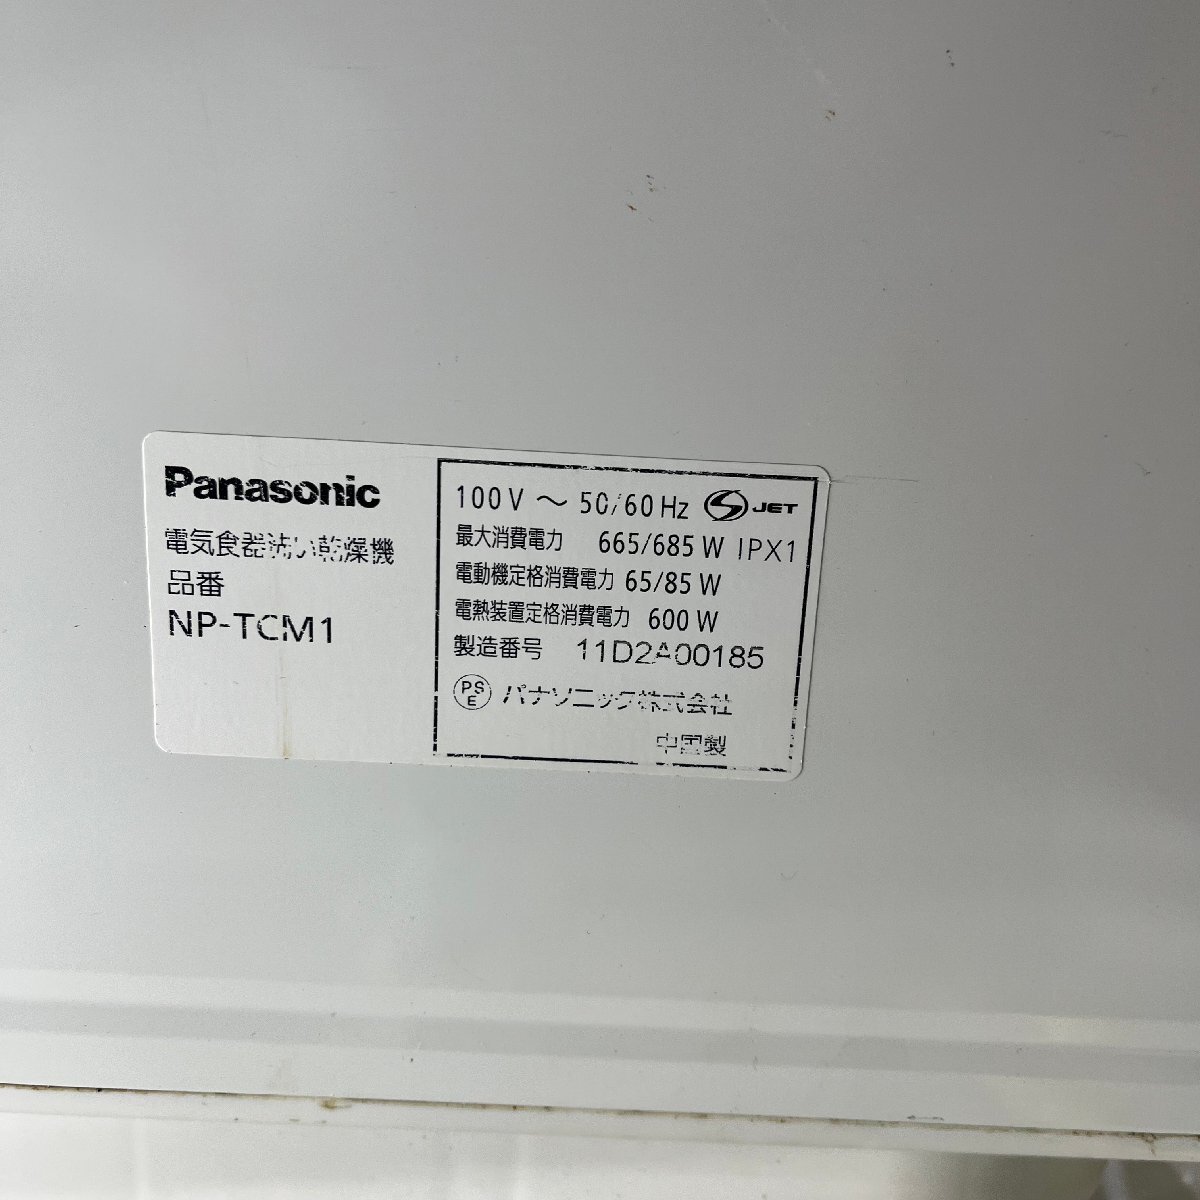 Panasonic
電気食器洗い乾燥機
品番
NP-TCM1
100V ～ 50/60Hz JET
最大消費電力 665/685W IPX1
電動機定格消費電力 65/85W
電熱装置定格消費電力 600W
製造番号 11D2A00185
PSE パナソニック株式会社
中国製